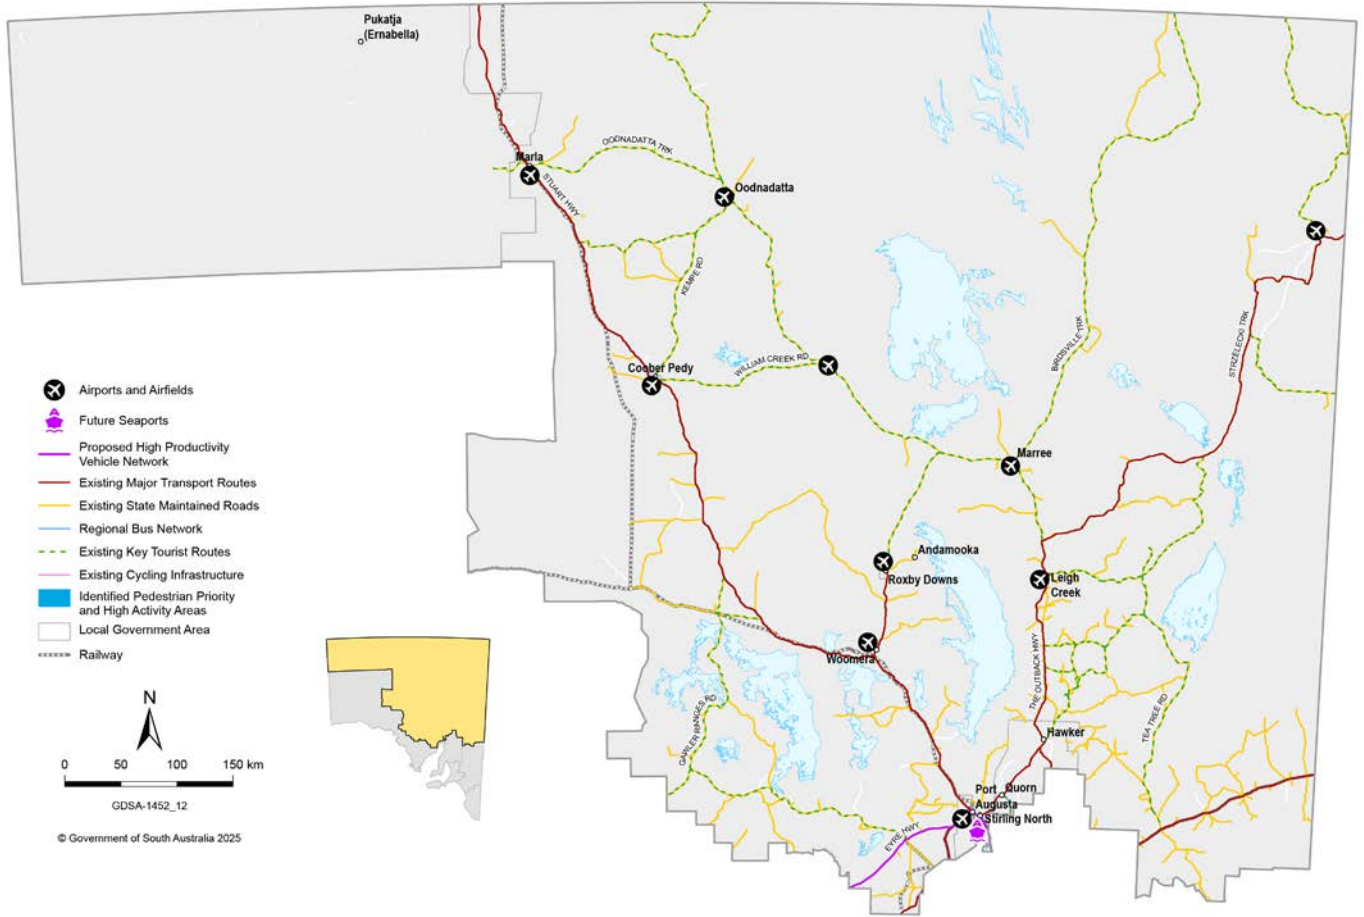 Pukatja
(Ernabella)
Marla
OODNADATTA TRK
STUART HWY
Oodnadatta
KEMPE RD
Coober Pedy
WILLIAM CREEK RD
BIRDSVILLE TRK
STRZELECKI TRK
Marree
Andamooka
Roxby Downs
Leigh
Creek
Woomera
THE OUTBACK HWY
GAWLER RANGES RD
TEA TREE RD
Hawker
Quorn
Port
Augusta
Stirling North
EYRE HWY
Airports and Airfields
Future Seaports
Proposed High Productivity
Vehicle Network
Existing Major Transport Routes
Existing State Maintained Roads
Regional Bus Network
Existing Key Tourist Routes
Existing Cycling Infrastructure
Identified Pedestrian Priority
and High Activity Areas
Local Government Area
Railway
N
0 50 100 150 km
GDSA-1452_12
© Government of South Australia 2025